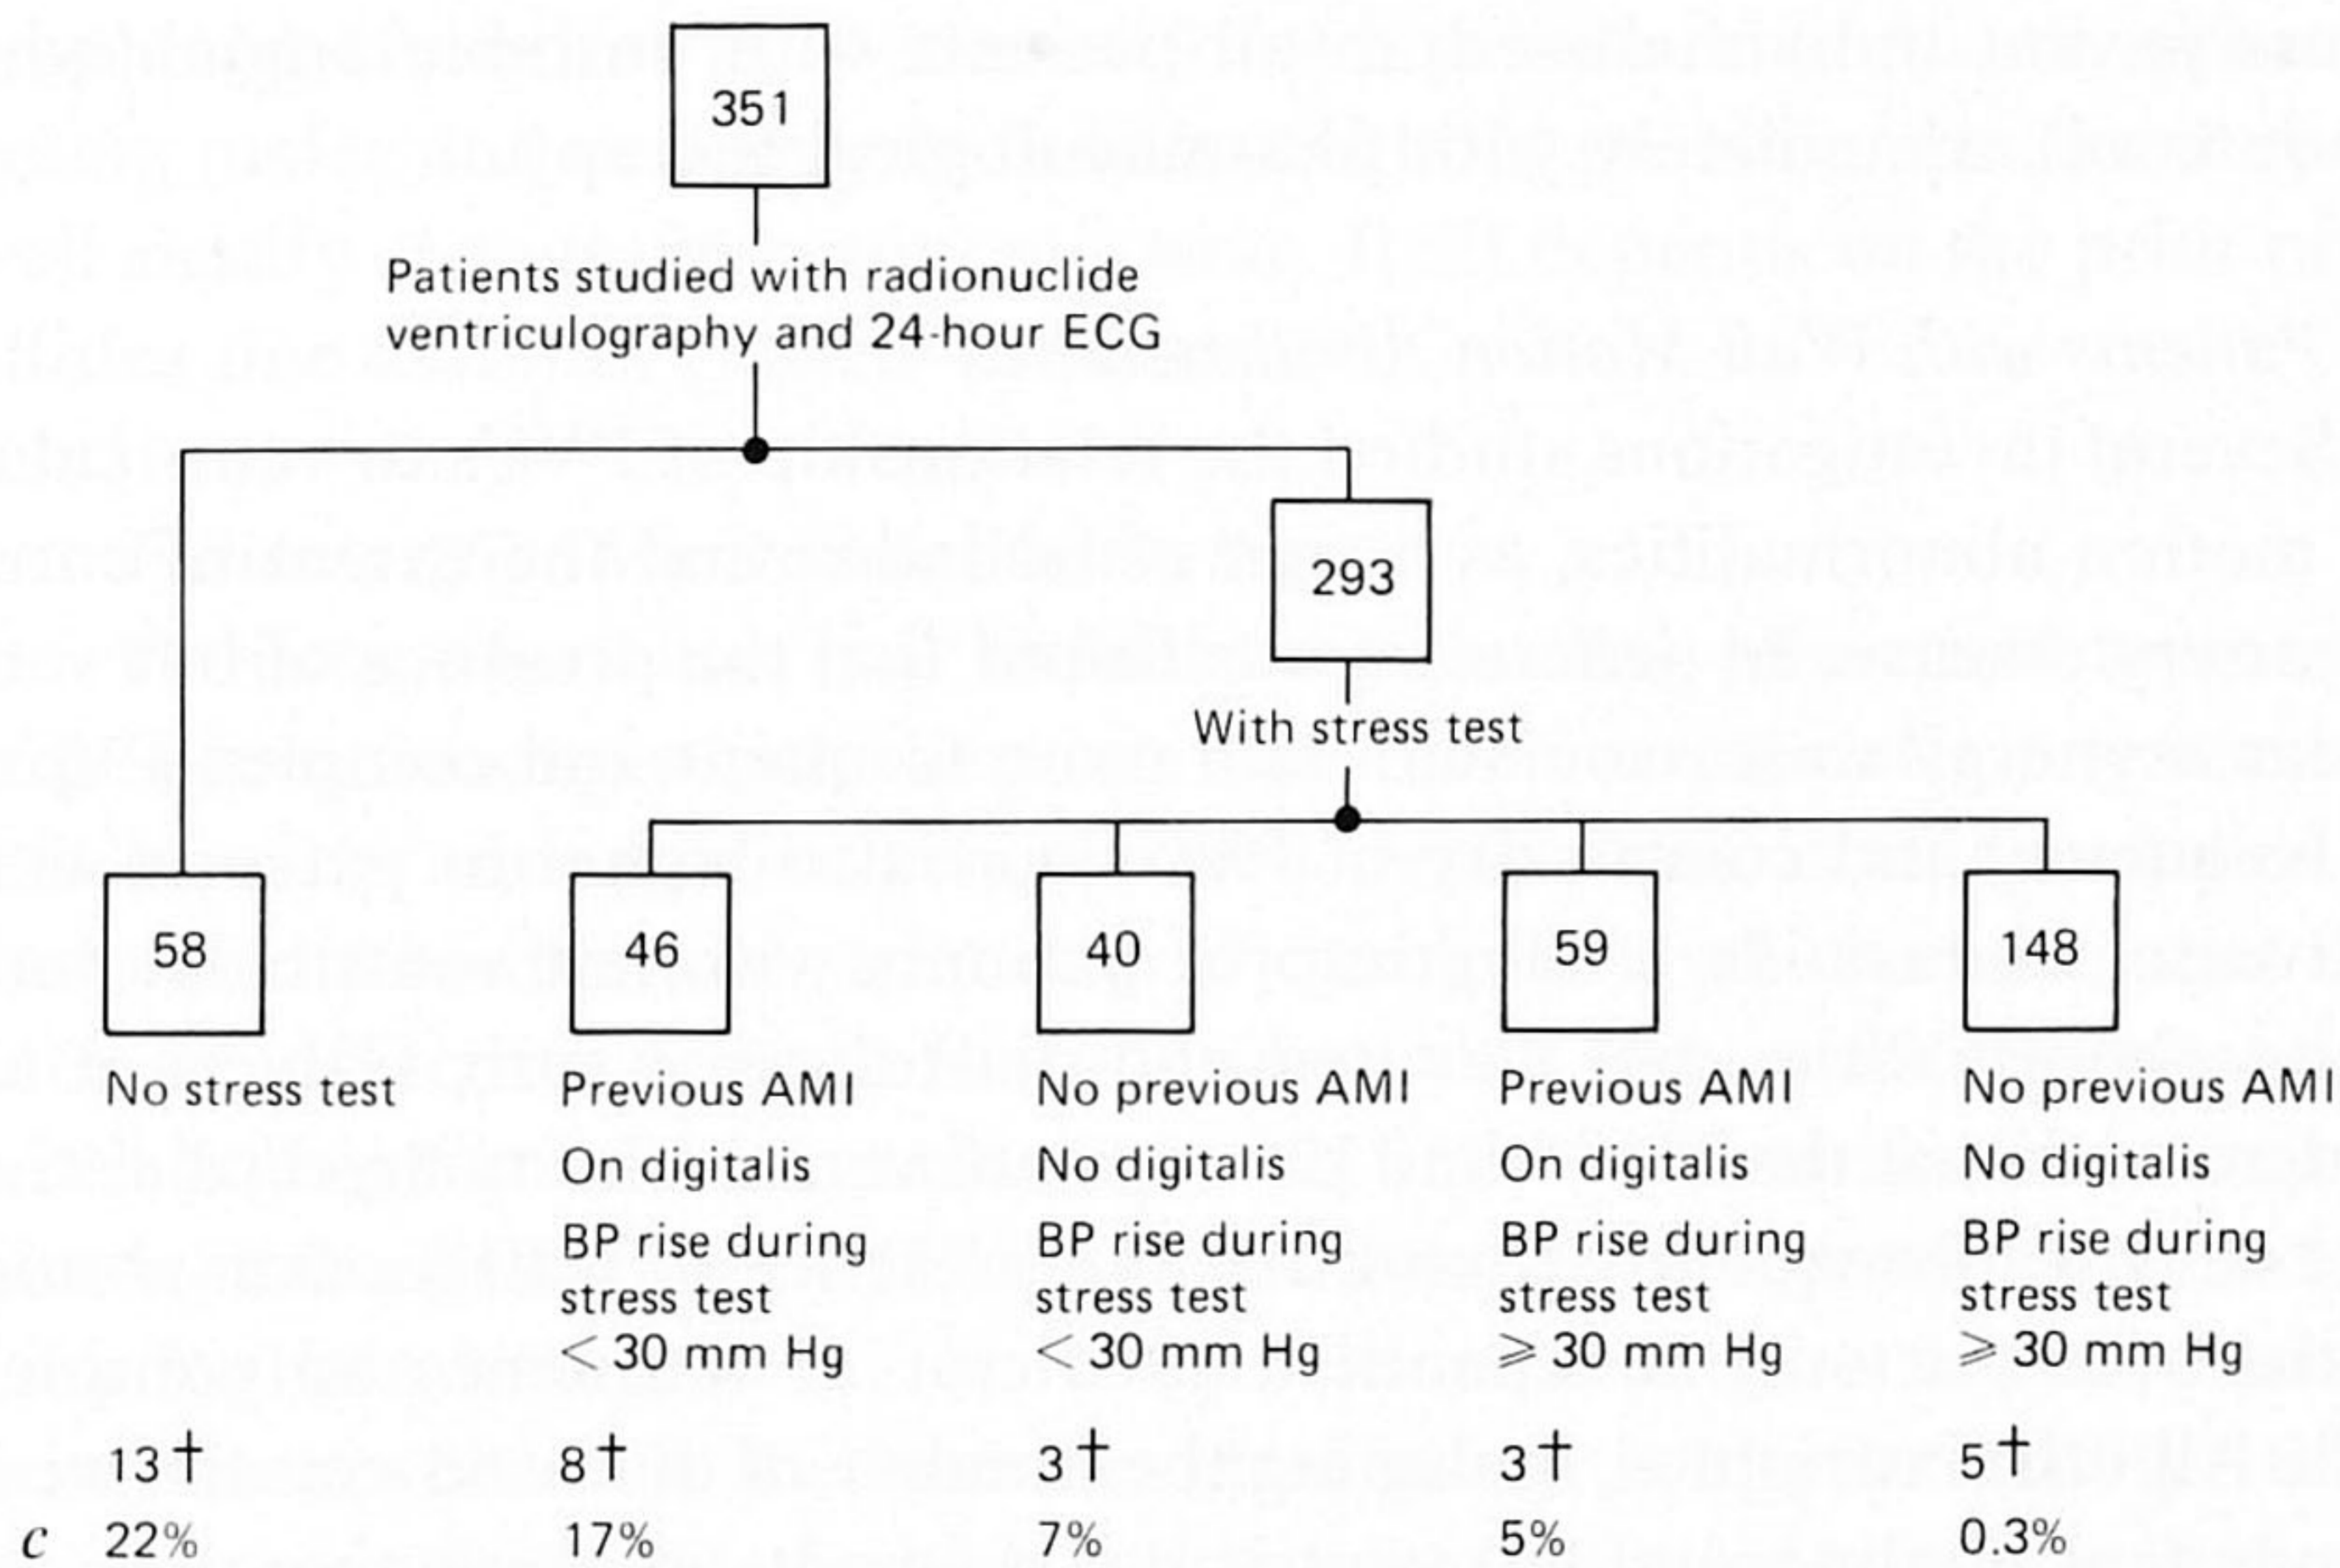 351
Patients studied with radionuclide
ventriculography and 24-hour ECG
293
With stress test
58
46
40
59
148
No stress test
Previous AMI
On digitalis
BP rise during
stress test
< 30 mm Hg
No previous AMI
No digitalis
BP rise during
stress test
< 30 mm Hg
Previous AMI
On digitalis
BP rise during
stress test
⩾ 30 mm Hg
No previous AMI
No digitalis
BP rise during
stress test
⩾ 30 mm Hg
13†
8†
3†
3†
5†
c 22%
17%
7%
5%
0.3%